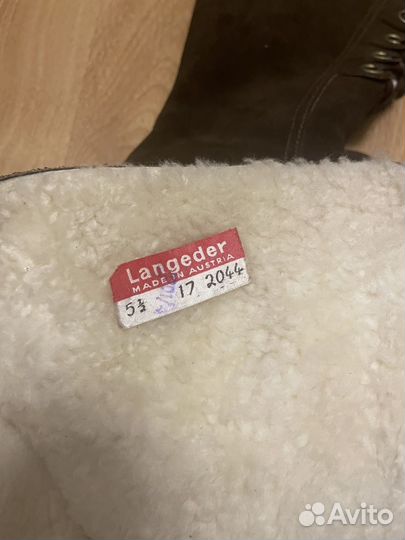 Langeder
MADE IN AUSTRIA
5½ 17 2044
Avito